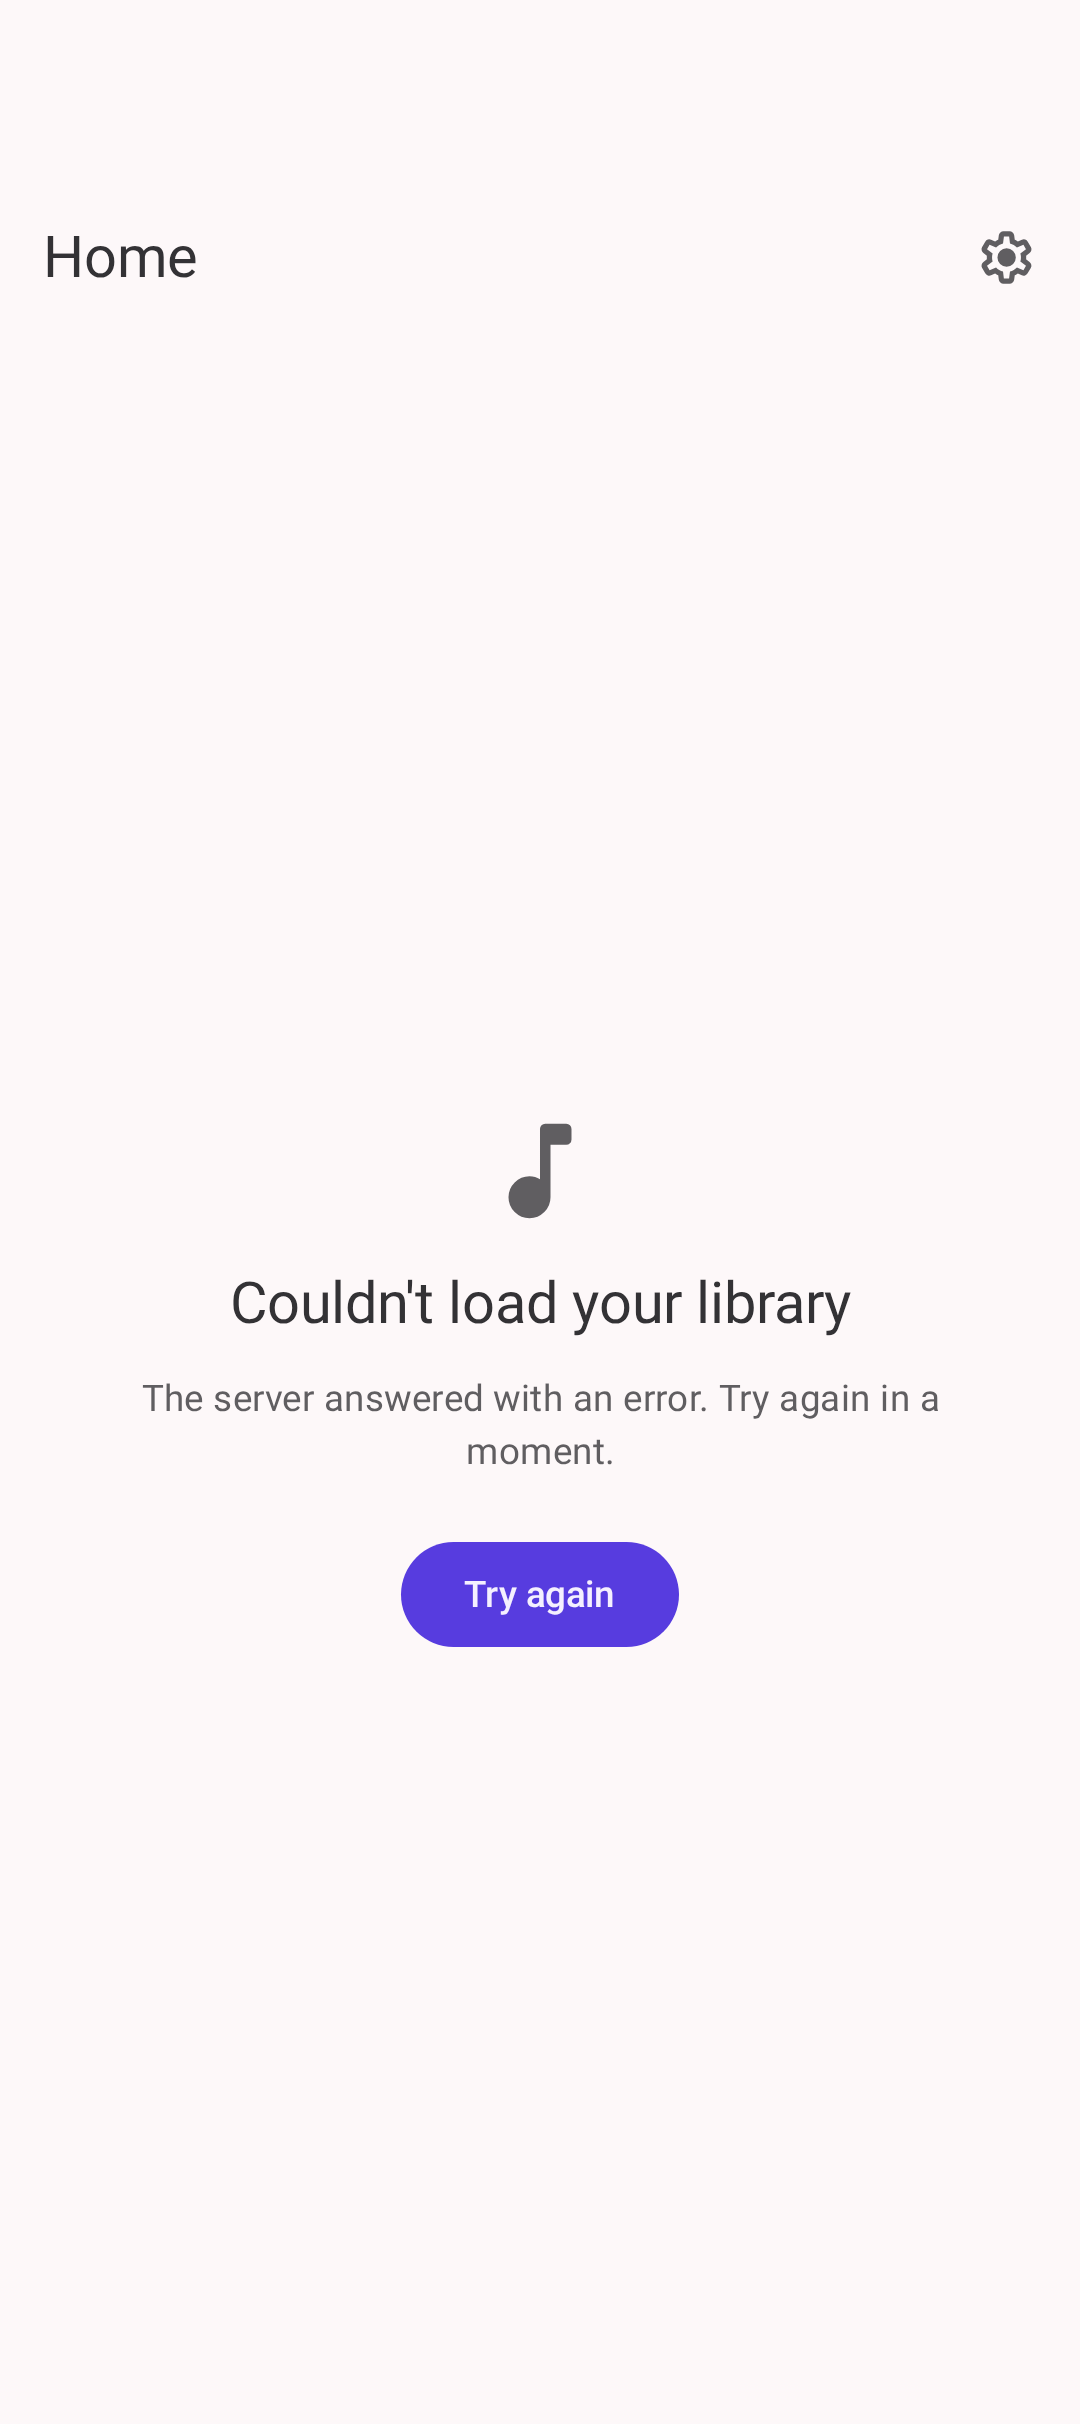 Home
Couldn't load your library
The server answered with an error. Try again in a
moment.
Try again